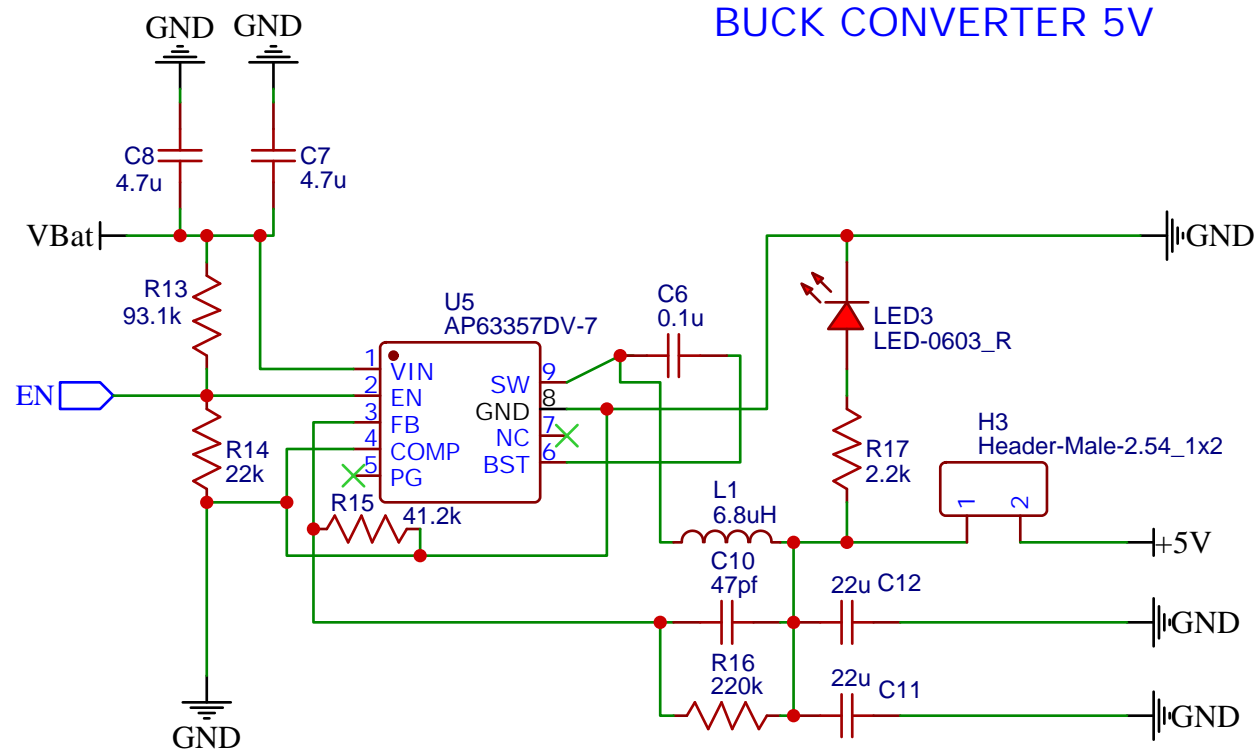 BUCK CONVERTER 5V
GND GND
C8
4.7u
C7
4.7u
VBat
GND
R13
93.1k
U5
AP63357DV-7
C6
0.1u
LED3
LED-0603_R
1 VIN
2 EN
3 FB
4 COMP
5 PG
SW 9
GND 8
NC 7
BST 6
EN
R14
22k
R15 41.2k
R17
2.2k
H3
Header-Male-2.54_1x2
1 2
L1
6.8uH
+5V
C10
47pf
22u C12
GND
R16
220k
22u C11
GND
GND